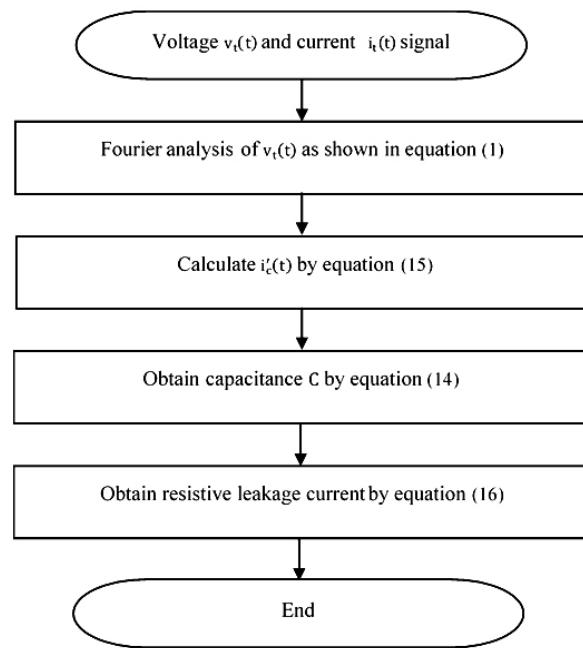 Voltage vₜ(t) and current iₜ(t) signal
Fourier analysis of vₜ(t) as shown in equation (1)
Calculate i′c(t) by equation (15)
Obtain capacitance C by equation (14)
Obtain resistive leakage current by equation (16)
End